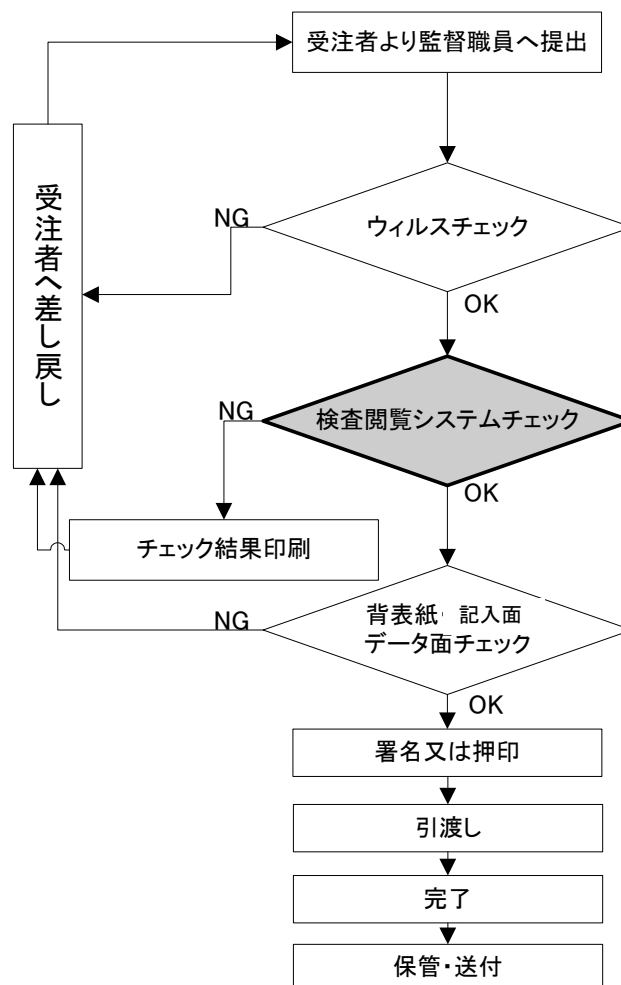 受注者より監督職員へ提出
受注者へ差し戻し
NG
ウィルスチェック
OK
NG
検査閲覧システムチェック
OK
チェック結果印刷
NG
背表紙・記入面
データ面チェック
OK
署名又は押印
引渡し
完了
保管・送付